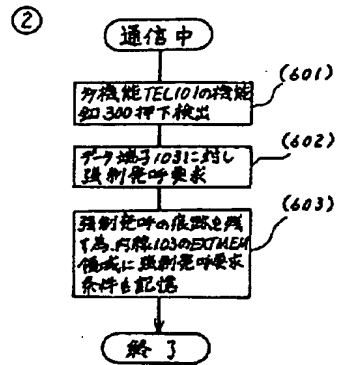 ②
通信中
(601)
多機能TEL101の機能
釦300押下検出
(602)
データ端子103に対し
強制発呼要求
(603)
強制発呼の痕跡を残
す為、内線103のEXTMEM
領域に強制発呼要求
条件を記憶
終了